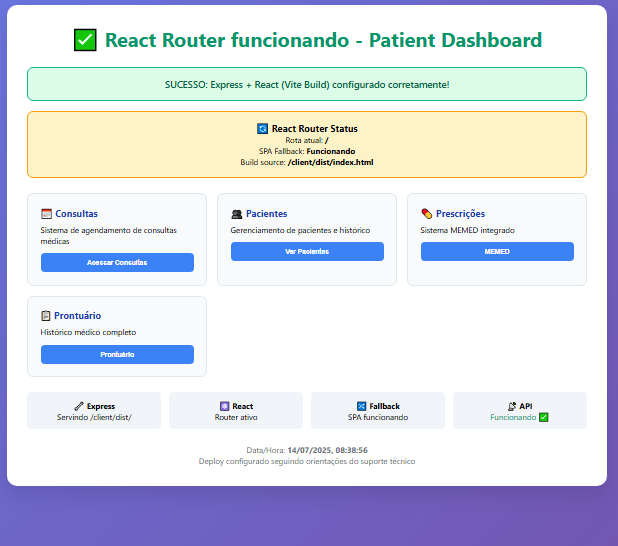 ✅ React Router funcionando - Patient Dashboard
SUCESSO: Express + React (Vite Build) configurado corretamente!
🔄 React Router Status
Rota atual: /
SPA Fallback: Funcionando
Build source: /client/dist/index.html
📅 Consultas
Sistema de agendamento de consultas
médicas
Acessar Consultas
👥 Pacientes
Gerenciamento de pacientes e histórico
Ver Pacientes
💊 Prescrições
Sistema MEMED integrado
MEMED
📋 Prontuário
Histórico médico completo
Prontuário
🔗 Express
Servindo /client/dist/
⚛️ React
Router ativo
🔀 Fallback
SPA funcionando
📡 API
Funcionando ✅
Data/Hora: 14/07/2025, 08:38:56
Deploy configurado seguindo orientações do suporte técnico